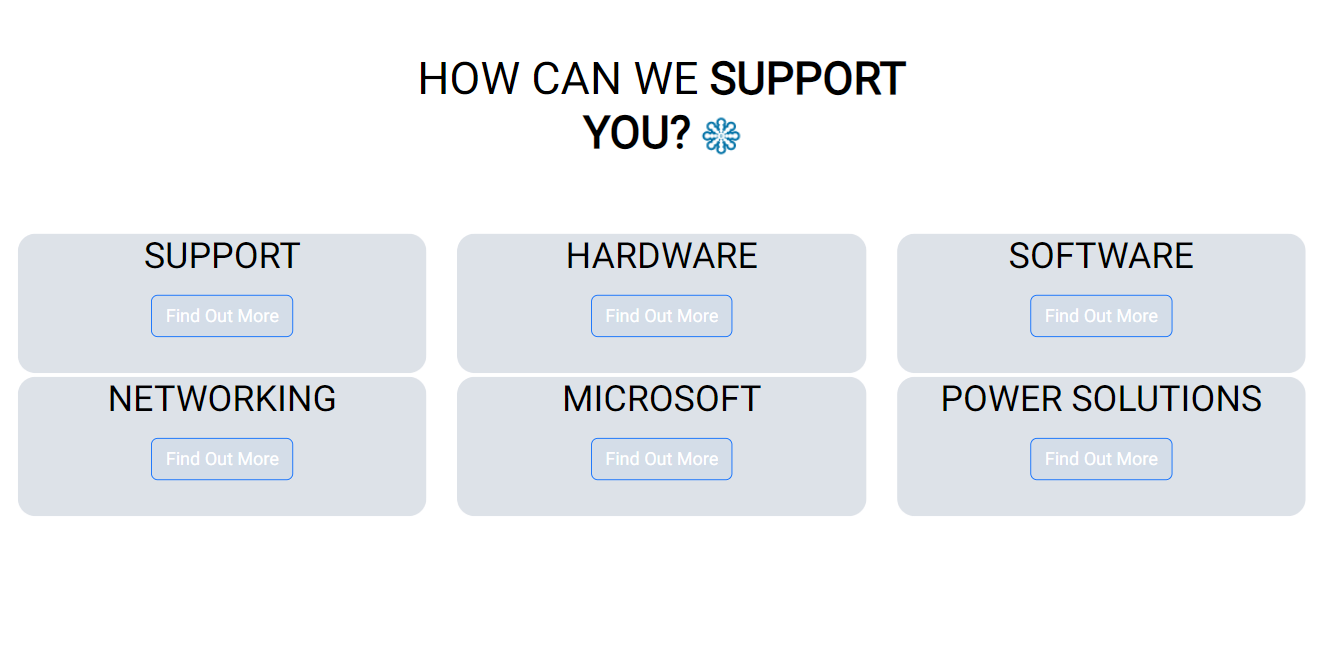 HOW CAN WE SUPPORT
YOU?
SUPPORT
Find Out More
HARDWARE
Find Out More
SOFTWARE
Find Out More
NETWORKING
Find Out More
MICROSOFT
Find Out More
POWER SOLUTIONS
Find Out More